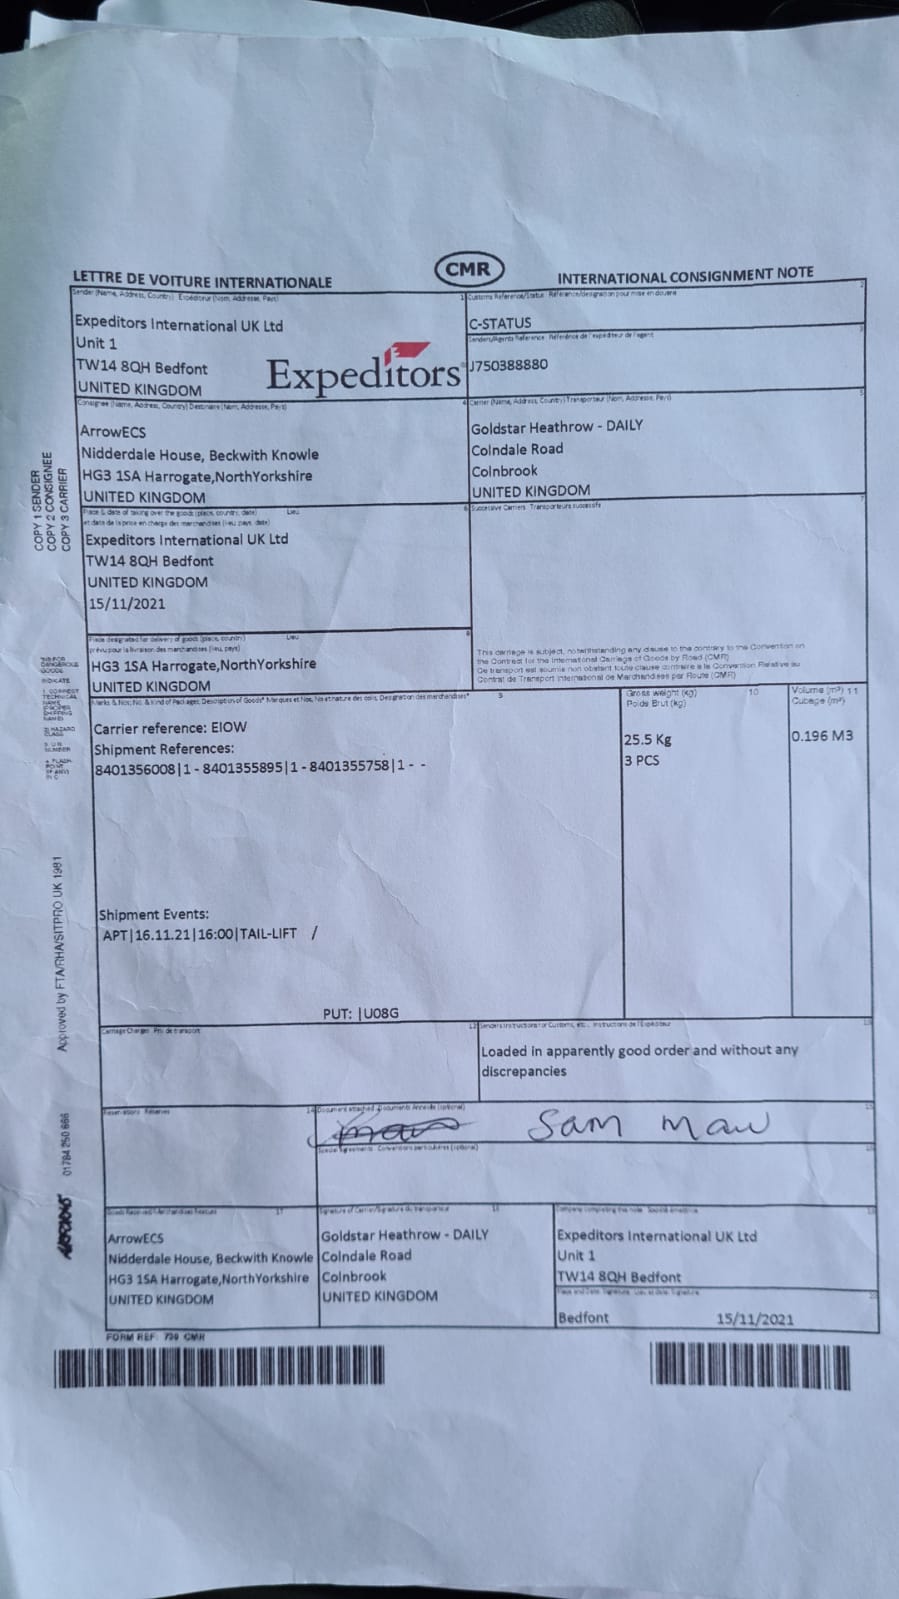 LETTRE DE VOITURE INTERNATIONALE
CMR
INTERNATIONAL CONSIGNMENT NOTE
Sender (Name, Address, Country) Expéditeur (Nom, Addresse, Pays)
1
Expeditors International UK Ltd
Unit 1
TW14 8QH Bedfont
UNITED KINGDOM
Expeditors
Customs Reference/Status Référence/désignation pour mise en douane
2
C-STATUS
Senders/Agents Reference Référence de l'expéditeur de l'agent
3
J750388880
Consignee (Name, Address, Country) Destinaire (Nom, Addresse, Pays)
4
ArrowECS
Nidderdale House, Beckwith Knowle
HG3 1SA Harrogate,NorthYorkshire
UNITED KINGDOM
Carrier (Name, Address, Country) Transporteur (Nom, Addresse, Pays)
5
Goldstar Heathrow - DAILY
Colndale Road
Colnbrook
UNITED KINGDOM
COPY 1 SENDER
COPY 2 CONSIGNEE
COPY 3 CARRIER
Place & date of taking over the goods (place, country, date) Lieu
et date de la prise en charge des marchandises (lieu, pays, date)
6
Expeditors International UK Ltd
TW14 8QH Bedfont
UNITED KINGDOM
15/11/2021
Successive Carriers Transporteurs successifs
7
Place designated for delivery of goods (place, country) Lieu
prévu pour la livraison des marchandises (lieu, pays)
8
HG3 1SA Harrogate,NorthYorkshire
UNITED KINGDOM
This carriage is subject, notwithstanding any clause to the contrary to the Convention on
the Contract for the International Carriage of Goods by Road (CMR)
Ce transport est soumis non obstant toute clause contraire à la Convention Relative au
Contrat de Transport International de Marchandises par Route (CMR)
Marks & Nos; No. & Kind of Packages; Description of Goods* Marques et Nos, No et nature des colis, Designation des marchandises*
9
Gross weight (kg) 10
Poids Brut (kg)
Volume (m³) 11
Cubage (m³)
Carrier reference: EIOW
Shipment References:
8401356008|1 - 8401355895|1 - 8401355758|1 - -
25.5 Kg
3 PCS
0.196 M3
Shipment Events:
APT|16.11.21|16:00|TAIL-LIFT /
PUT: |U08G
Approved by FTA/RHA/SITPRO UK 1981
01784 250 666
Carriage Charges Prix de transport
12
Senders Instructions for Customs, etc... Instructions de l'Expéditeur
13
Loaded in apparently good order and without any
discrepancies
Reservations Réserves
14
Document attached Documents Annexés (optional)
15
Sam Maw
Special Agreements Conventions particulières (optional)
16
Goods Received/Merchandises Recues
17
ArrowECS
Nidderdale House, Beckwith Knowle
HG3 1SA Harrogate,NorthYorkshire
UNITED KINGDOM
Signature of Carrier/Signature du transporteur
18
Goldstar Heathrow - DAILY
Colndale Road
Colnbrook
UNITED KINGDOM
Company completing this note
19
Expeditors International UK Ltd
Unit 1
TW14 8QH Bedfont
20
Bedfont 15/11/2021
FORM REF: 729 CMR